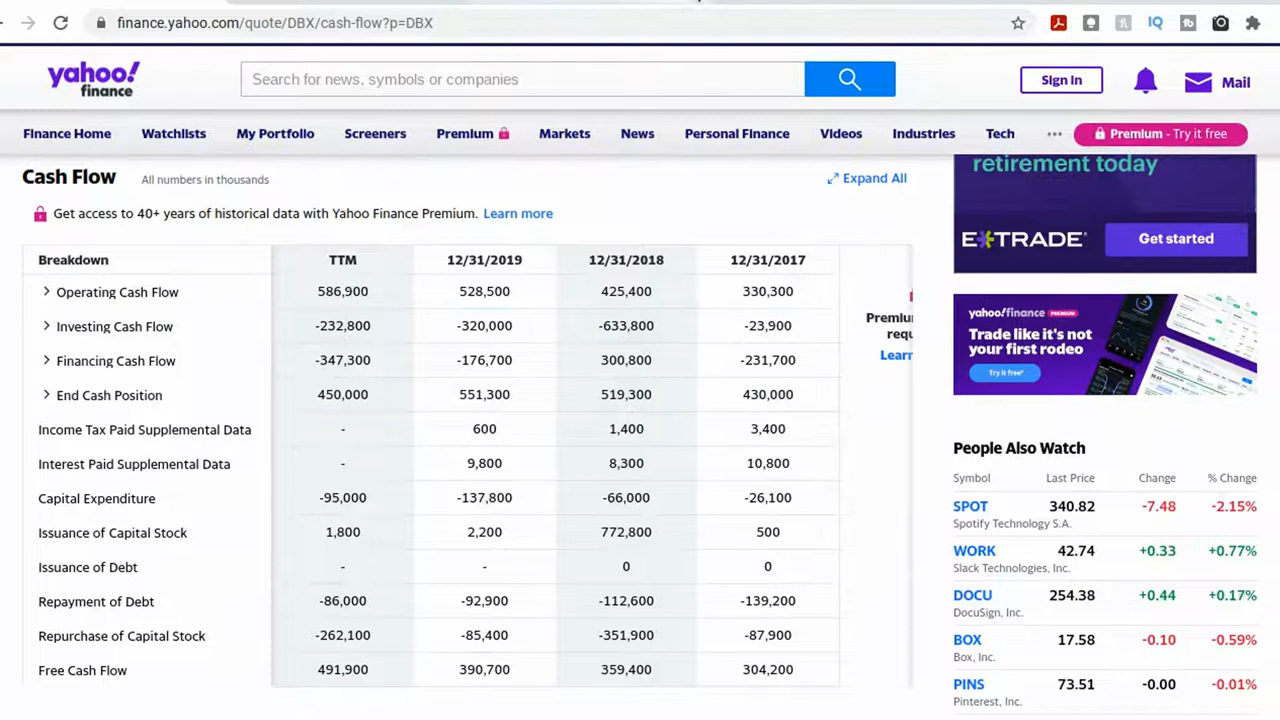 finance.yahoo.com/quote/DBX/cash-flow?p=DBX
yahoo!
finance
Search for news, symbols or companies
Sign In
Mail
Finance Home Watchlists My Portfolio Screeners Premium Markets News Personal Finance Videos Industries Tech ••• Premium - Try it free
Cash Flow All numbers in thousands
Expand All
Get access to 40+ years of historical data with Yahoo Finance Premium. Learn more
Breakdown TTM 12/31/2019 12/31/2018 12/31/2017
Operating Cash Flow 586,900 528,500 425,400 330,300
Investing Cash Flow -232,800 -320,000 -633,800 -23,900
Financing Cash Flow -347,300 -176,700 300,800 -231,700
End Cash Position 450,000 551,300 519,300 430,000
Income Tax Paid Supplemental Data - 600 1,400 3,400
Interest Paid Supplemental Data - 9,800 8,300 10,800
Capital Expenditure -95,000 -137,800 -66,000 -26,100
Issuance of Capital Stock 1,800 2,200 772,800 500
Issuance of Debt - - 0 0
Repayment of Debt -86,000 -92,900 -112,600 -139,200
Repurchase of Capital Stock -262,100 -85,400 -351,900 -87,900
Free Cash Flow 491,900 390,700 359,400 304,200
Premiu
requ
Learn
retirement today
E*TRADE
Get started
yahoo!finance PREMIUM
Trade like it's not
your first rodeo
Try it free*
People Also Watch
Symbol Last Price Change % Change
SPOT 340.82 -7.48 -2.15%
Spotify Technology S.A.
WORK 42.74 +0.33 +0.77%
Slack Technologies, Inc.
DOCU 254.38 +0.44 +0.17%
DocuSign, Inc.
BOX 17.58 -0.10 -0.59%
Box, Inc.
PINS 73.51 -0.00 -0.01%
Pinterest, Inc.